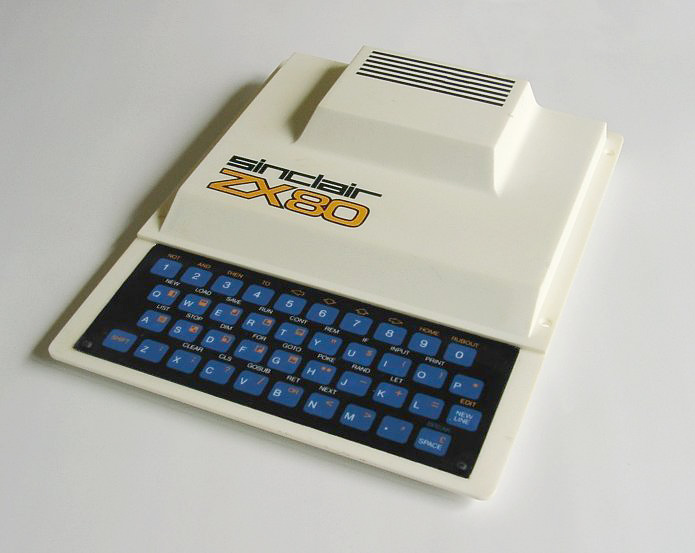 sinclair
ZX80
NOT AND THEN TO HOME RUBOUT
1 2 3 4 5 6 7 8 9 0
NEW LOAD SAVE RUN CONT REM IF INPUT PRINT
Q W E R T Y " U $ I ( O ) P *
LIST STOP DIM FOR GOTO POKE RAND LET EDIT
A S D F G H ** J - K + L = NEW LINE
CLEAR CLS GOSUB RET NEXT BREAK
SHIFT Z : X ; C ? V / B OR N < M > . , SPACE £